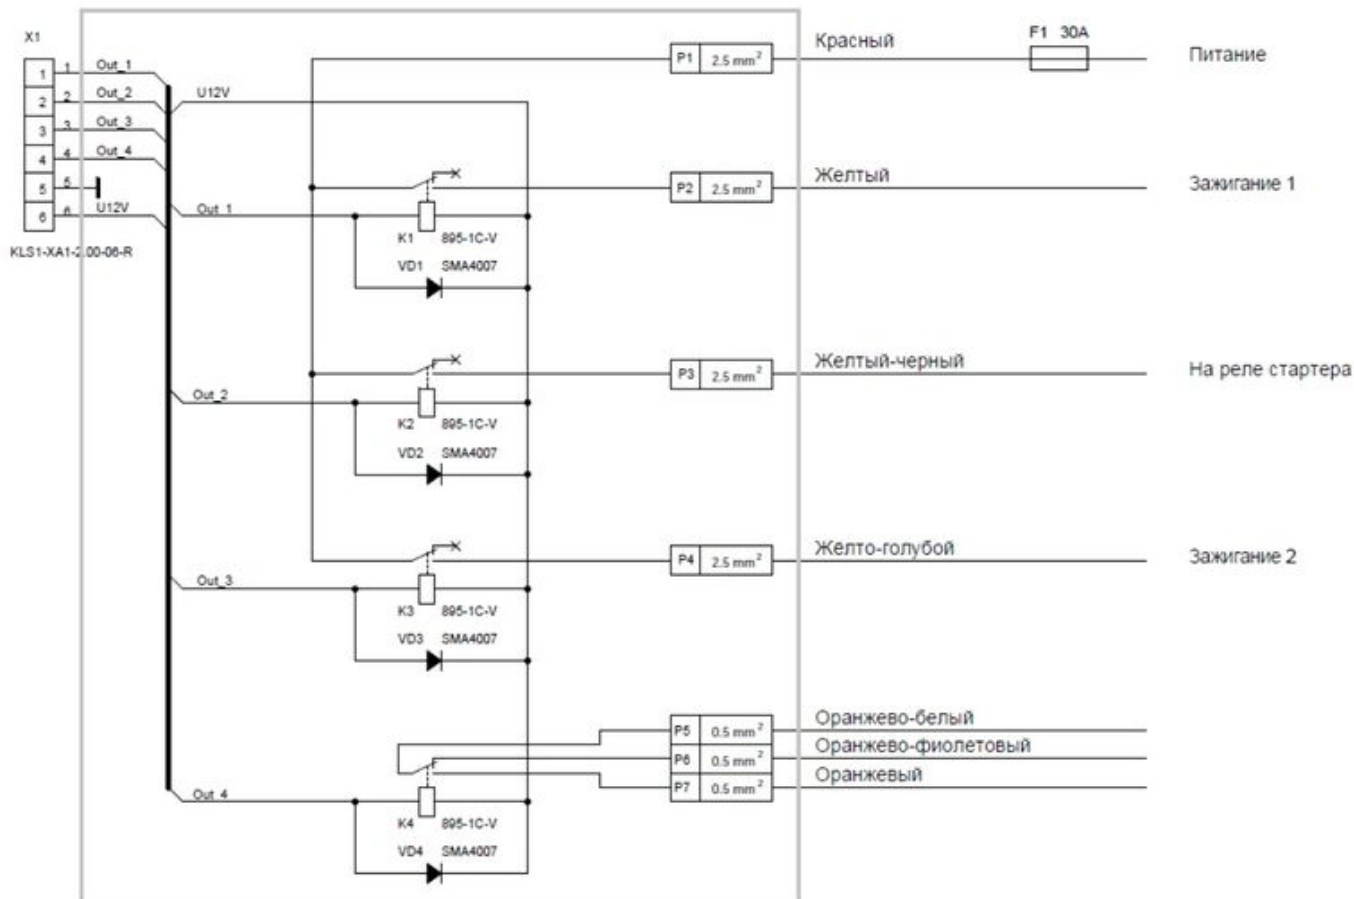 X1
1 1 Out_1
2 2 Out_2
3 3 Out_3
4 4 Out_4
5 5
6 6 U12V
KLS1-XA1-2.00-06-R
U12V
P1 2.5 mm² Красный F1 30A Питание
P2 2.5 mm² Желтый Зажигание 1
Out_1
K1 895-1C-V
VD1 SMA4007
P3 2.5 mm² Желтый-черный На реле стартера
Out_2
K2 895-1C-V
VD2 SMA4007
P4 2.5 mm² Желто-голубой Зажигание 2
Out_3
K3 895-1C-V
VD3 SMA4007
P5 0.5 mm² Оранжево-белый
P6 0.5 mm² Оранжево-фиолетовый
P7 0.5 mm² Оранжевый
Out_4
K4 895-1C-V
VD4 SMA4007